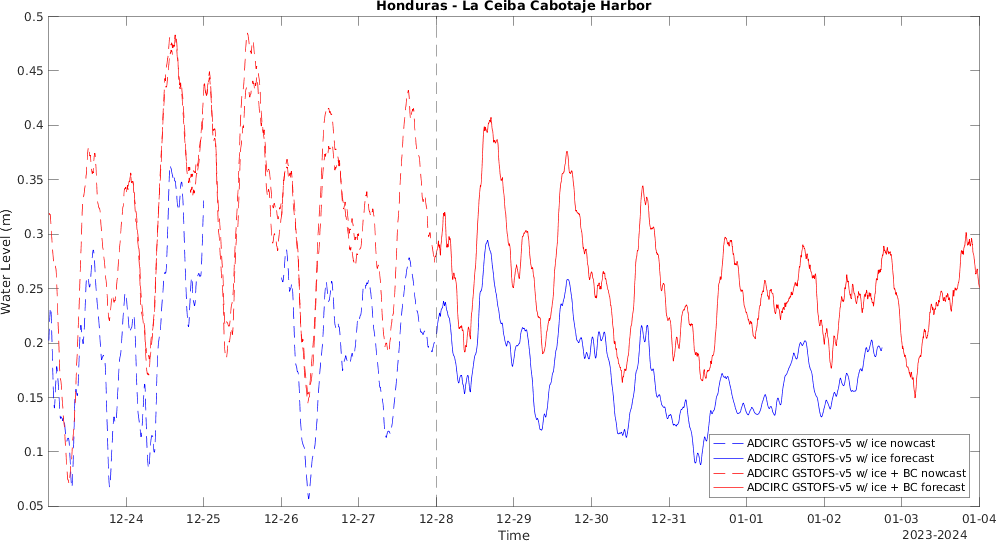 Honduras - La Ceiba Cabotaje Harbor
0.5
0.45
0.4
0.35
0.3
0.25
0.2
0.15
0.1
0.05
Water Level (m)
ADCIRC GSTOFS-v5 w/ ice nowcast
ADCIRC GSTOFS-v5 w/ ice forecast
ADCIRC GSTOFS-v5 w/ ice + BC nowcast
ADCIRC GSTOFS-v5 w/ ice + BC forecast
12-24 12-25 12-26 12-27 12-28 12-29 12-30 12-31 01-01 01-02 01-03 01-04
Time
2023-2024